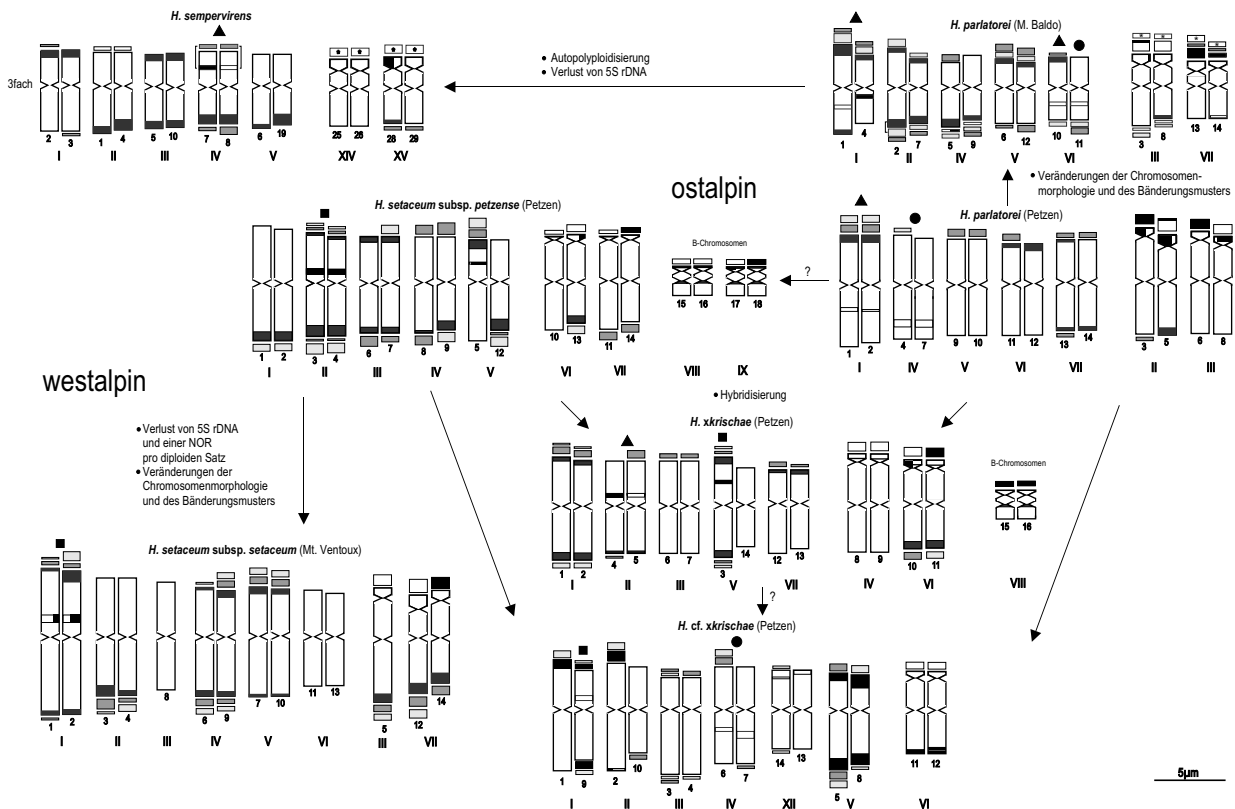 H. sempervirens
3fach
2 3 1 4 5 10 7 8 6 19 25 26 28 29
I II III IV V XIV XV
• Autopolyploidisierung
• Verlust von 5S rDNA
H. parlatorei (M. Baldo)
1 4 2 7 5 9 6 12 10 11 3 8 13 14
I II IV V VI III VII
• Veränderungen der Chromosomen-
morphologie und des Bänderungsmusters
ostalpin
H. setaceum subsp. petzense (Petzen)
1 2 3 4 6 7 8 9 5 12 10 13 11 14
I II III IV V VI VII
B-Chromosomen
15 16 17 18
VIII IX
?
H. parlatorei (Petzen)
1 2 4 7 9 10 11 12 13 14 3 5 6 8
I IV V VI VII II III
westalpin
• Verlust von 5S rDNA
und einer NOR
pro diploiden Satz
• Veränderungen der
Chromosomenmorphologie
und des Bänderungsmusters
• Hybridisierung
H. xkrischae (Petzen)
1 2 4 5 6 7 3 14 12 13 8 9 10 11
I II III V VII IV VI
B-Chromosomen
15 16
VIII
?
H. setaceum subsp. setaceum (Mt. Ventoux)
1 2 3 4 8 6 9 7 10 11 13 5 12 14
I II III IV V VI III VII
H. cf. xkrischae (Petzen)
1 9 2 10 3 4 6 7 14 13 5 8 11 12
I II III IV XII V VI
5µm